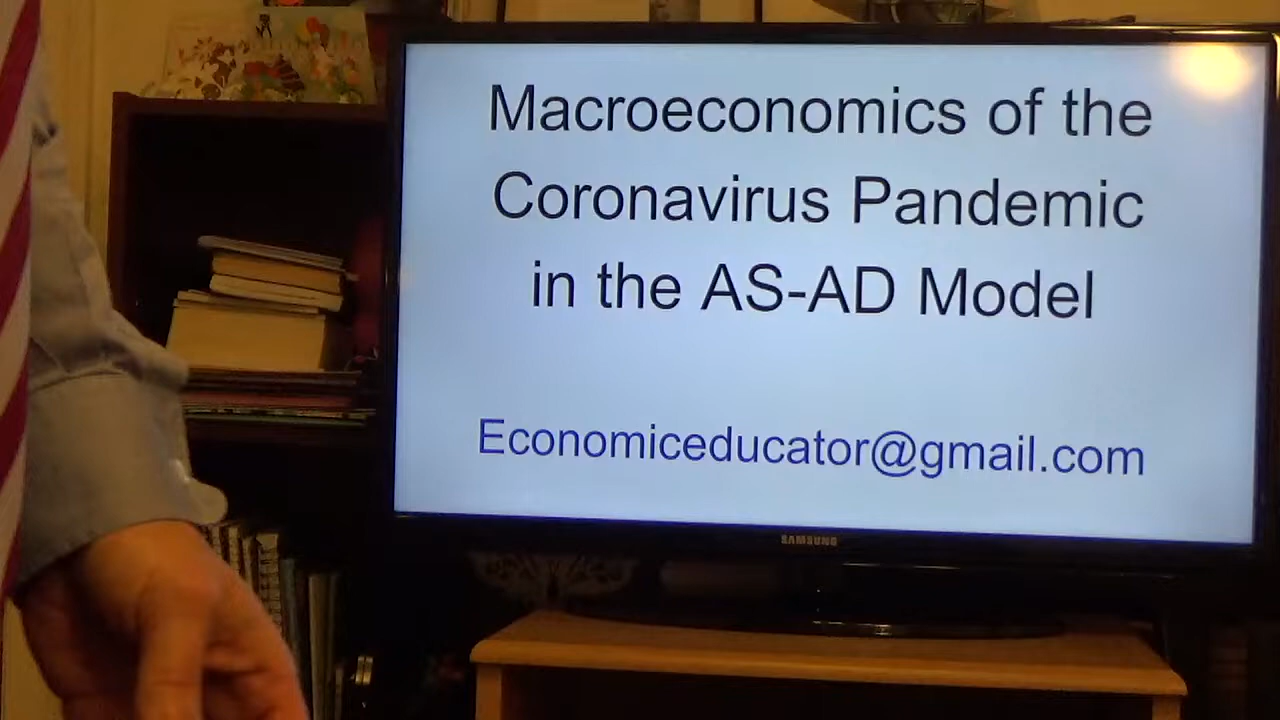 Macroeconomics of the
Coronavirus Pandemic
in the AS-AD Model
Economiceducator@gmail.com
SAMSUNG